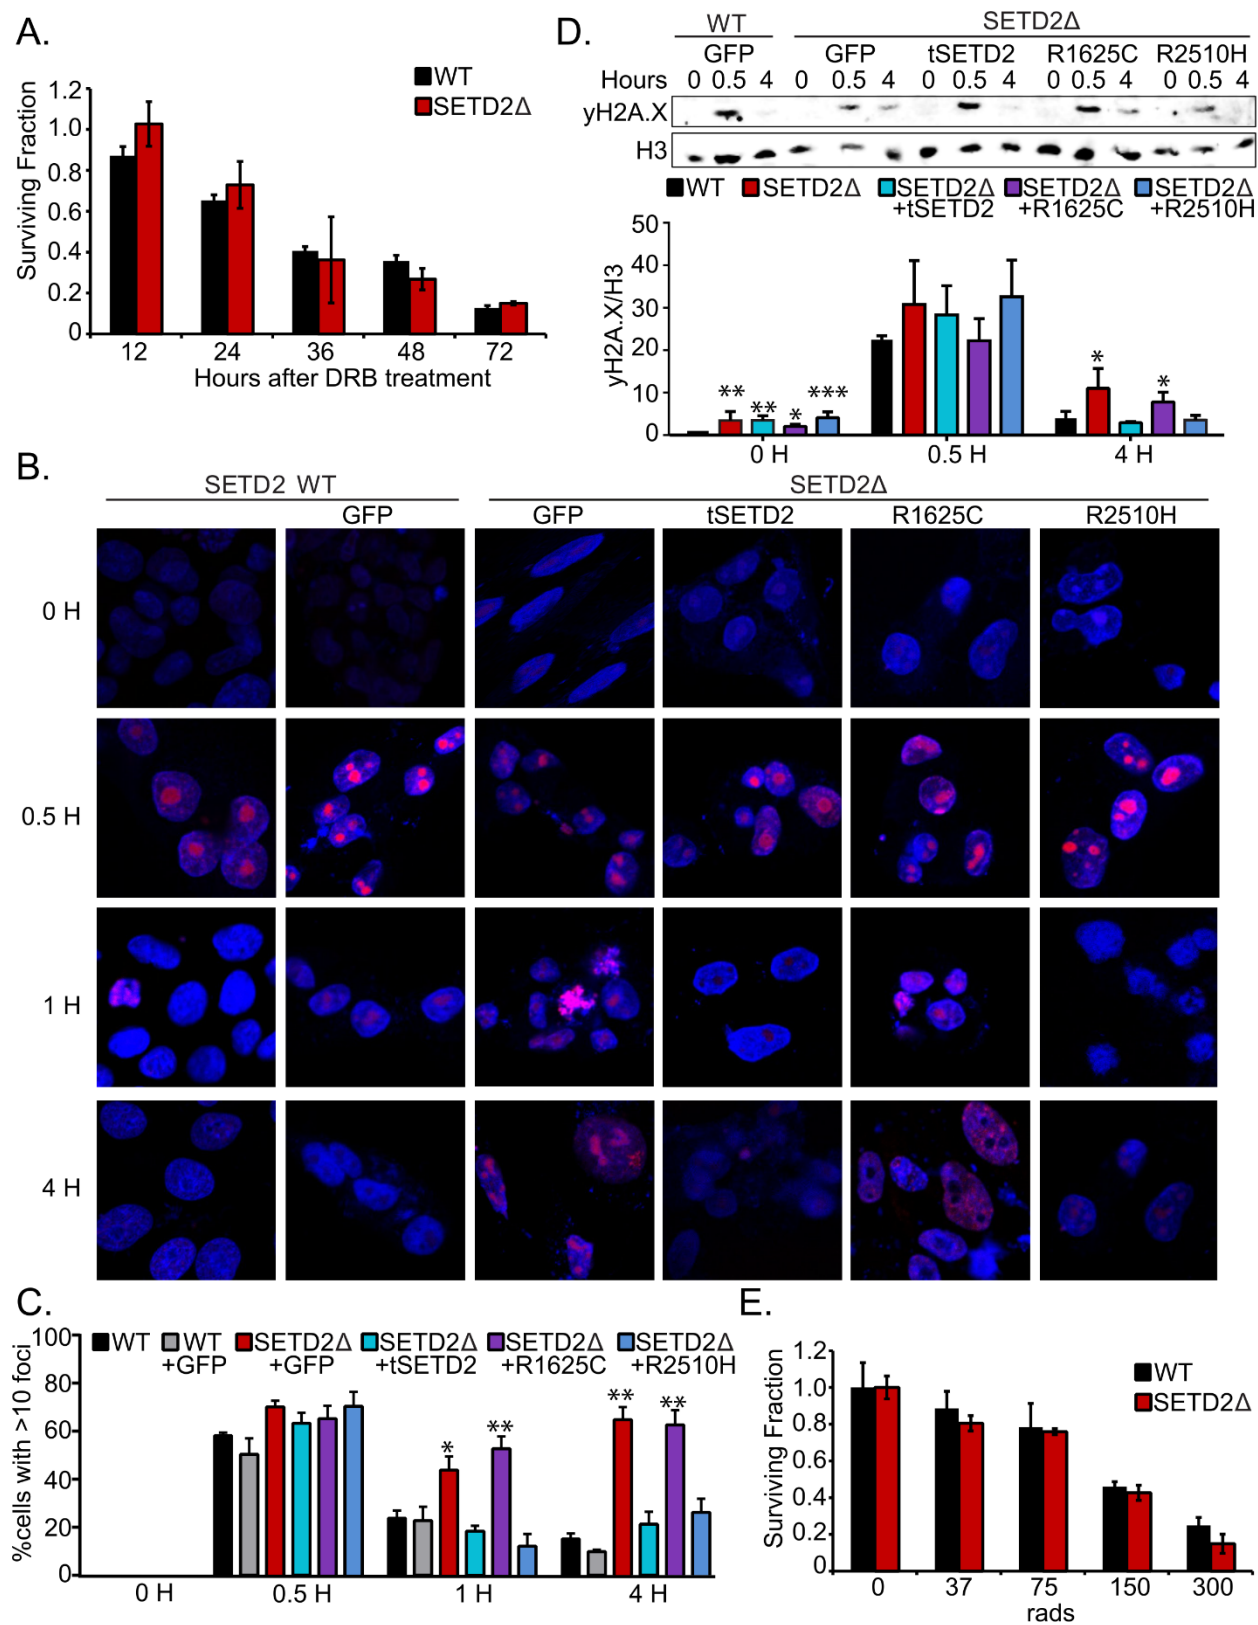 A.
WT
SETD2Δ
Surviving Fraction
1.2
1.0
0.8
0.6
0.4
0.2
0
12 24 36 48 72
Hours after DRB treatment
D.
WT SETD2Δ
GFP GFP tSETD2 R1625C R2510H
Hours 0 0.5 4 0 0.5 4 0 0.5 4 0 0.5 4 0 0.5 4
yH2A.X
H3
WT SETD2Δ SETD2Δ SETD2Δ SETD2Δ
+tSETD2 +R1625C +R2510H
yH2A.X/H3
50
40
30
20
10
0
** ** * ***
* *
0 H 0.5 H 4 H
B.
SETD2 WT SETD2Δ
GFP GFP tSETD2 R1625C R2510H
0 H
0.5 H
1 H
4 H
C.
%cells with >10 foci
100
80
60
40
20
0
WT WT SETD2Δ SETD2Δ SETD2Δ SETD2Δ
+GFP +GFP +tSETD2 +R1625C +R2510H
* ** ** **
0 H 0.5 H 1 H 4 H
E.
WT
SETD2Δ
Surviving Fraction
1.2
1.0
0.8
0.6
0.4
0.2
0
0 37 75 150 300
rads